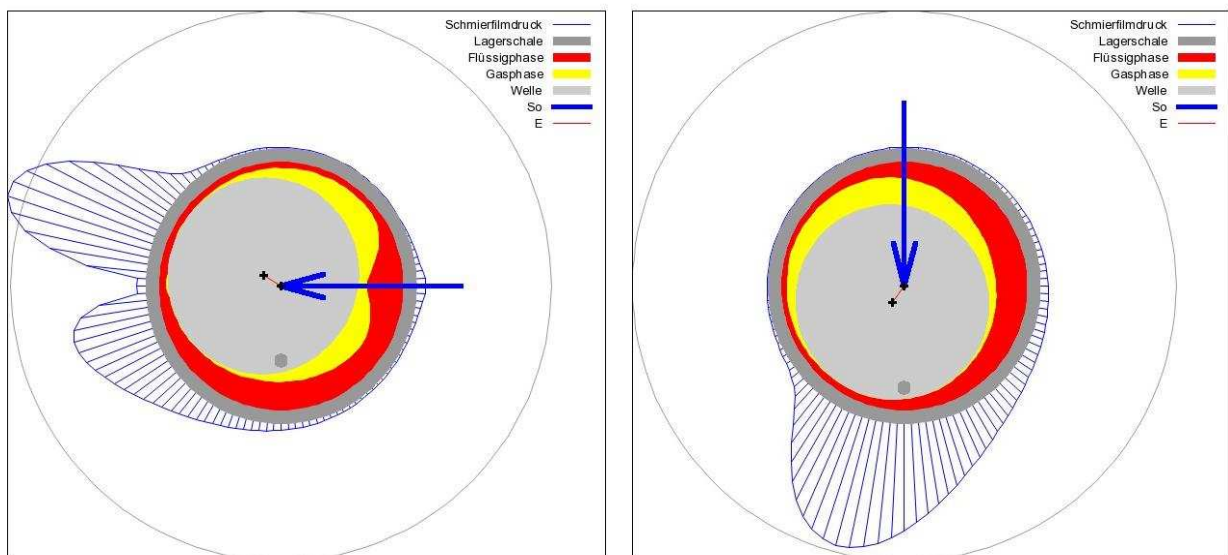 Schmierfilmdruck
Lagerschale
Flüssigphase
Gasphase
Welle
So
E
Schmierfilmdruck
Lagerschale
Flüssigphase
Gasphase
Welle
So
E